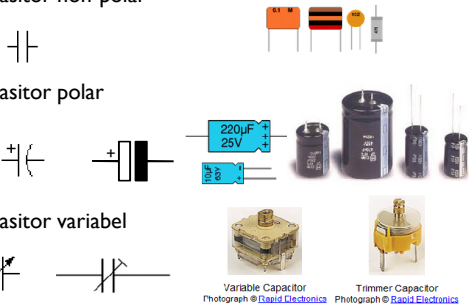 asitor non polar
0.1 M
asitor polar
220µF
25V
10µF
63V
asitor variabel
Variable Capacitor
Photograph © Rapid Electronics
Trimmer Capacitor
Photograph © Rapid Electronics